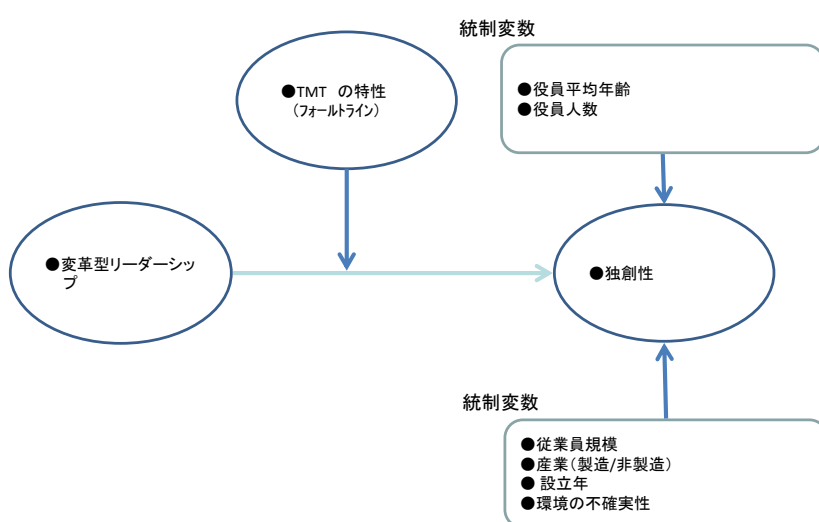 統制変数
●役員平均年齢
●役員人数
●TMT の特性
(フォールトライン)
●変革型リーダーシッ
プ
●独創性
統制変数
●従業員規模
●産業(製造/非製造)
● 設立年
●環境の不確実性